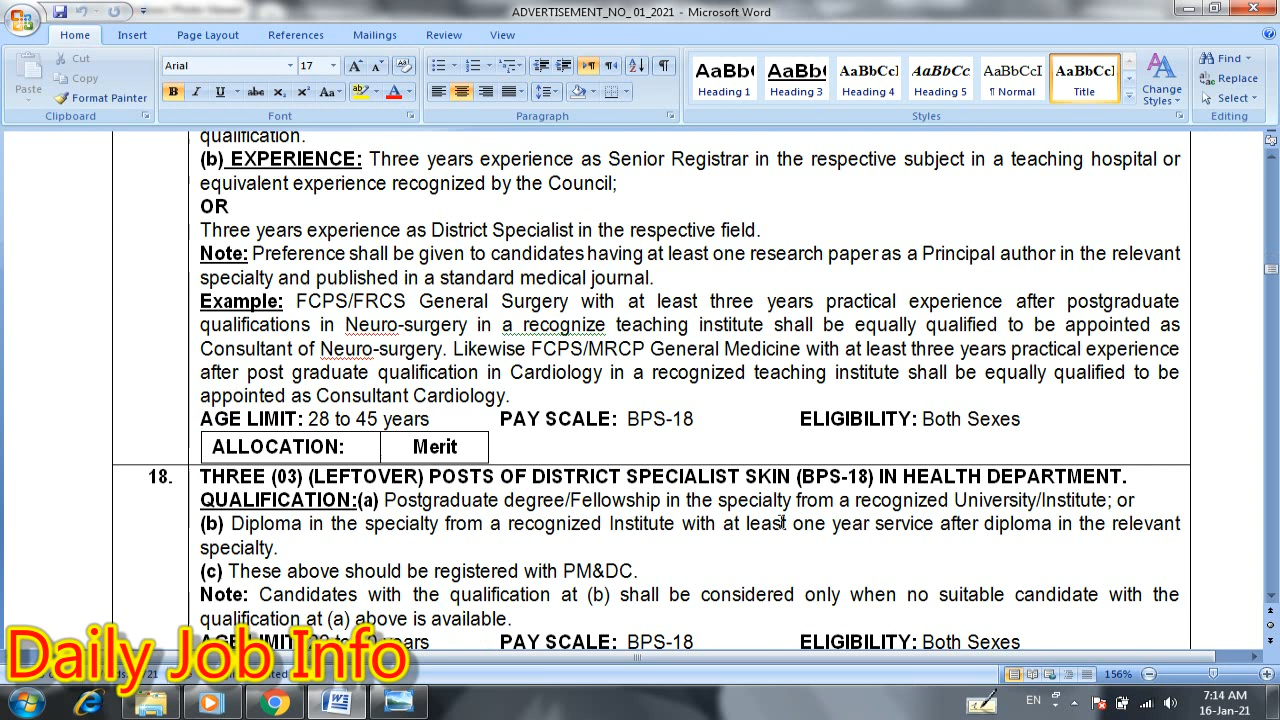 ADVERTISEMENT_NO_01_2021 - Microsoft Word
Home Insert Page Layout References Mailings Review View
Paste Cut Copy Format Painter
Arial 17
AaBbC AaBbC AaBbCcI AaBbCc AaBbCcI AaBbCcI
Heading 1 Heading 3 Heading 4 Heading 5 ¶ Normal Title
Change Styles
Find Replace Select
Clipboard Font Paragraph Styles Editing
qualification.
(b) EXPERIENCE: Three years experience as Senior Registrar in the respective subject in a teaching hospital or
equivalent experience recognized by the Council;
OR
Three years experience as District Specialist in the respective field.
Note: Preference shall be given to candidates having at least one research paper as a Principal author in the relevant
specialty and published in a standard medical journal.
Example: FCPS/FRCS General Surgery with at least three years practical experience after postgraduate
qualifications in Neuro-surgery in a recognize teaching institute shall be equally qualified to be appointed as
Consultant of Neuro-surgery. Likewise FCPS/MRCP General Medicine with at least three years practical experience
after post graduate qualification in Cardiology in a recognized teaching institute shall be equally qualified to be
appointed as Consultant Cardiology.
AGE LIMIT: 28 to 45 years PAY SCALE: BPS-18 ELIGIBILITY: Both Sexes
ALLOCATION: Merit
18. THREE (03) (LEFTOVER) POSTS OF DISTRICT SPECIALIST SKIN (BPS-18) IN HEALTH DEPARTMENT.
QUALIFICATION:(a) Postgraduate degree/Fellowship in the specialty from a recognized University/Institute; or
(b) Diploma in the specialty from a recognized Institute with at least one year service after diploma in the relevant
specialty.
(c) These above should be registered with PM&DC.
Note: Candidates with the qualification at (b) shall be considered only when no suitable candidate with the
qualification at (a) above is available.
AGE LIMIT: years PAY SCALE: BPS-18 ELIGIBILITY: Both Sexes
Daily Job Info
156%
EN 7:14 AM
16-Jan-21